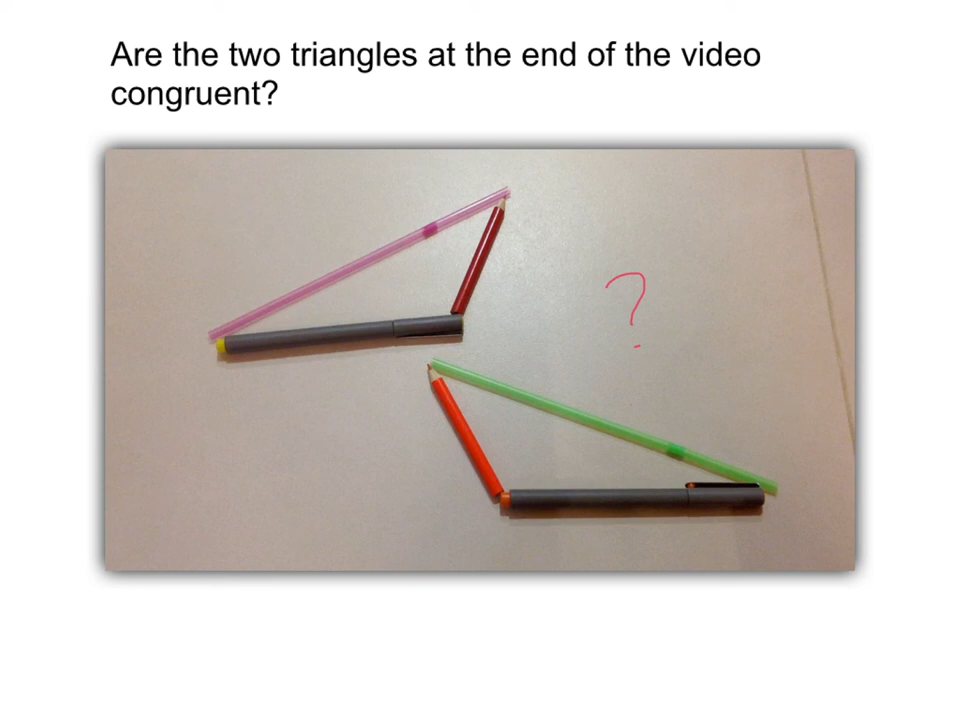 Are the two triangles at the end of the video
congruent?
?